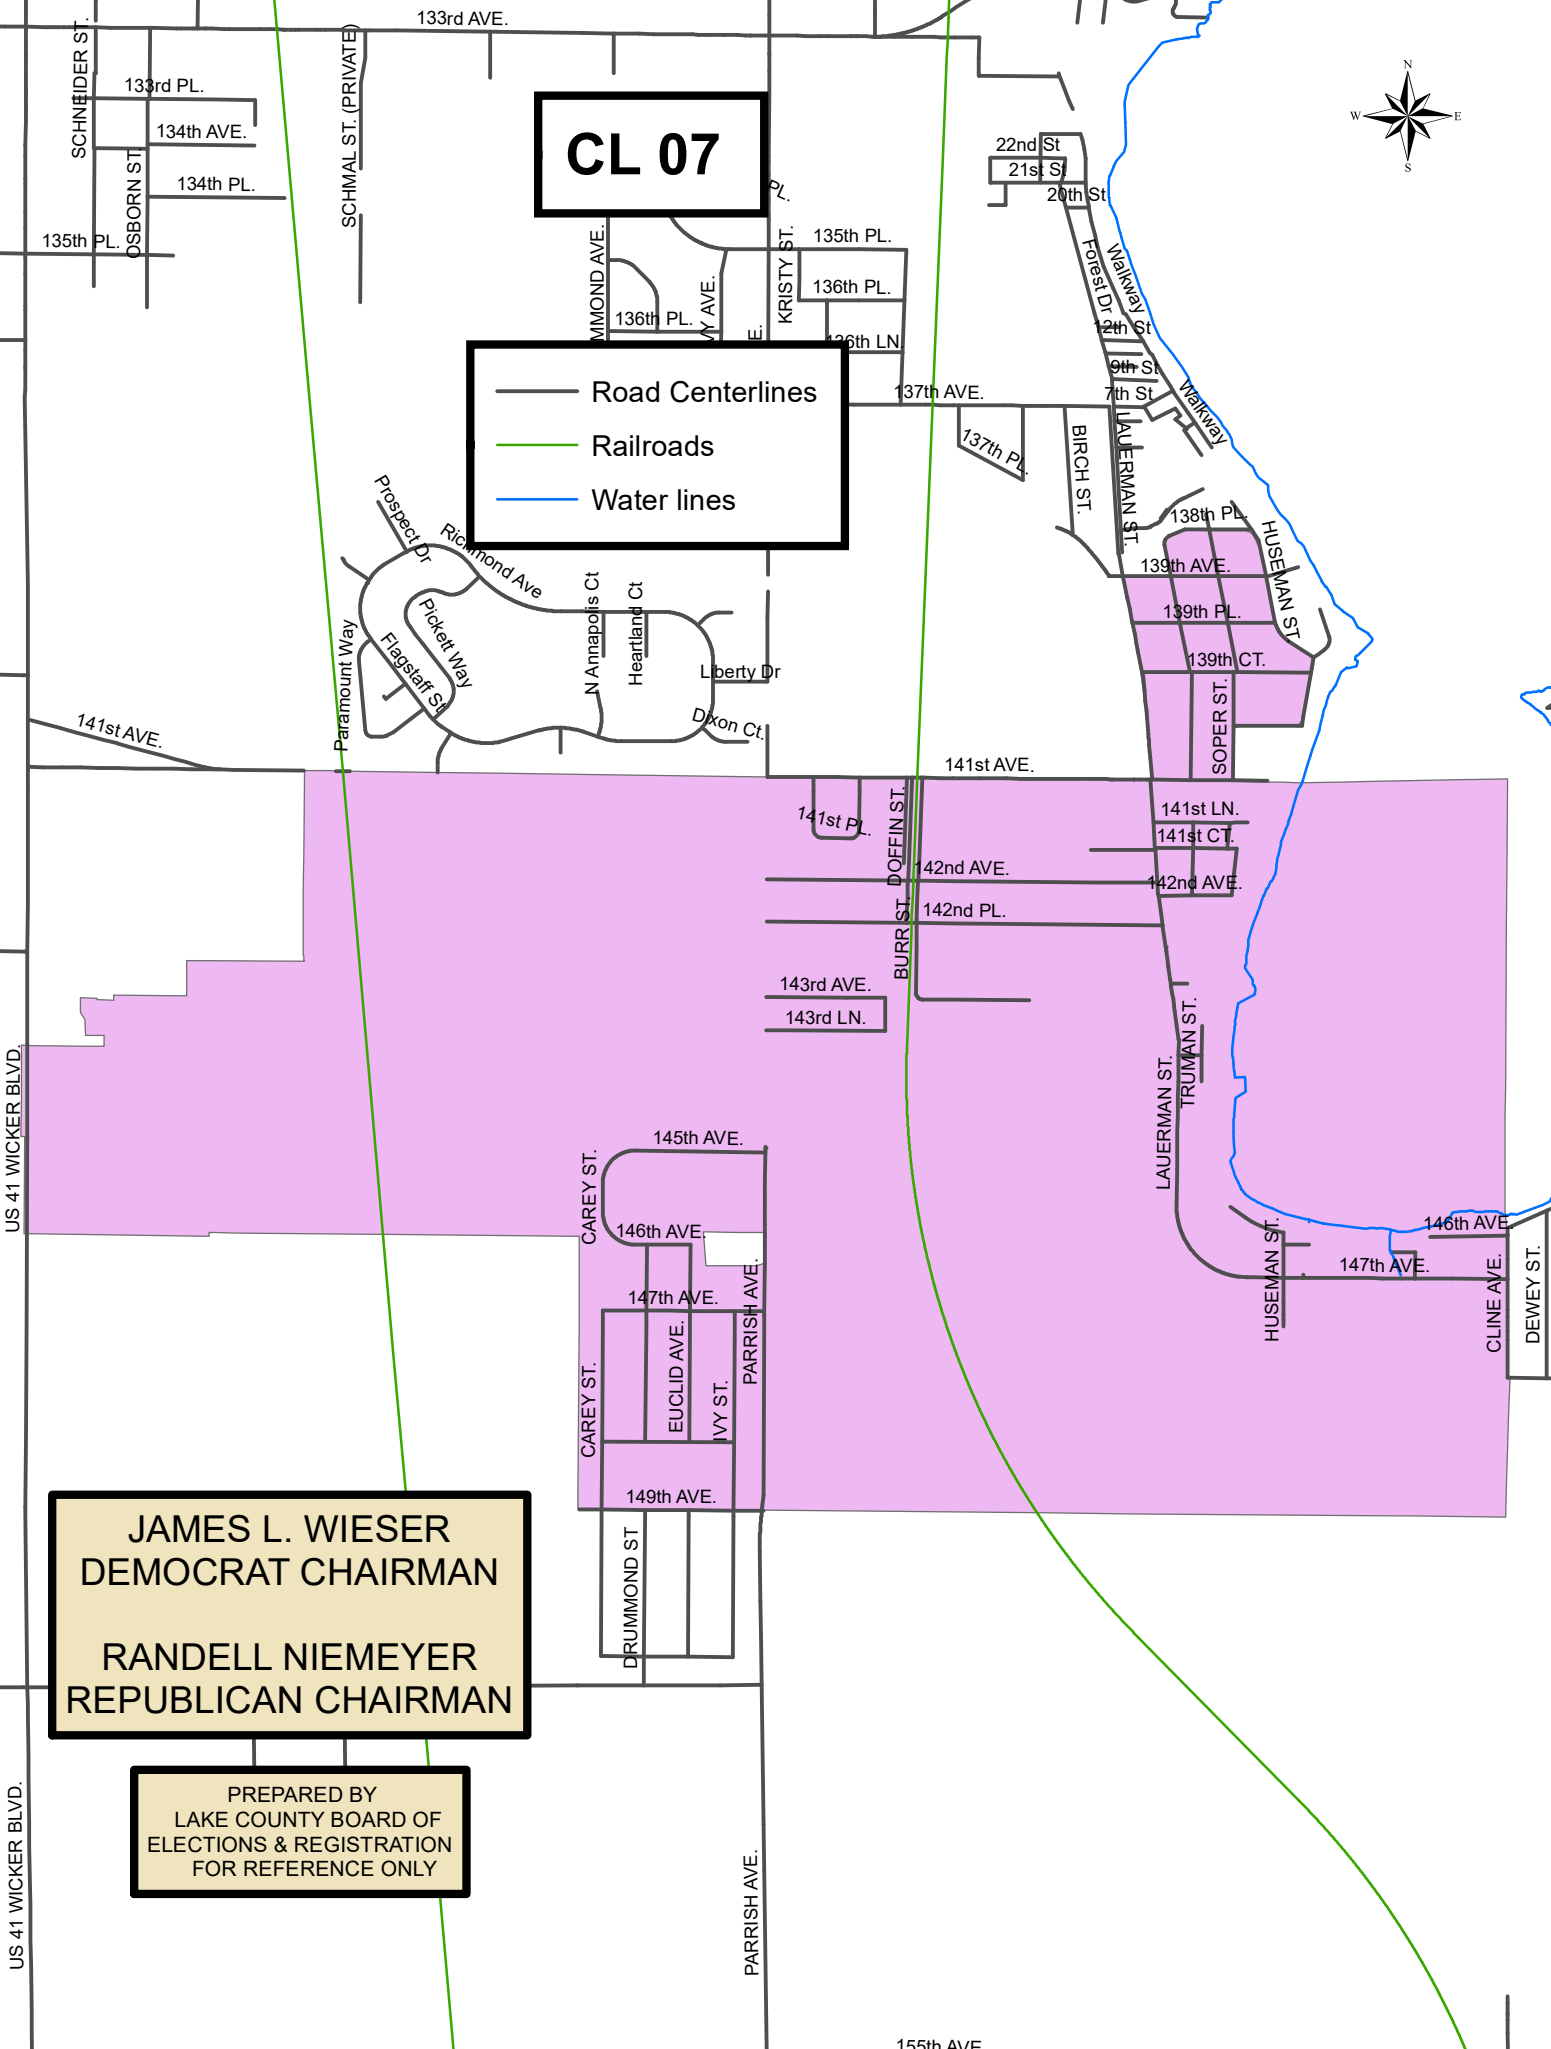 133rd AVE.
SCHNEIDER ST.
133rd PL.
134th AVE.
OSBORN ST.
134th PL.
135th PL.
SCHMAL ST. (PRIVATE)
CL 07
PL.
N
W
E
S
22nd St
21st St
20th St
Forest Dr
Walkway
12th St
9th St
7th St
Walkway
MMOND AVE.
VY AVE.
E.
KRISTY ST.
135th PL.
136th PL.
136th PL.
136th LN.
137th AVE.
137th PL.
BIRCH ST.
LAUERMAN ST.
Road Centerlines
Railroads
Water lines
138th PL.
HUSEMAN ST
139th AVE.
139th PL.
139th CT.
SOPER ST.
Prospect Dr
Richmond Ave
Pickett Way
Flagstaff St
Paramount Way
N Annapolis Ct
Heartland Ct
Liberty Dr
Dixon Ct.
141st AVE.
141st AVE.
141st PL.
DOFFIN ST.
141st LN.
141st CT.
142nd AVE.
142nd AVE.
BURR ST.
142nd PL.
143rd AVE.
143rd LN.
TRUMAN ST.
LAUERMAN ST.
US 41 WICKER BLVD.
145th AVE.
CAREY ST.
146th AVE.
147th AVE.
PARRISH AVE.
EUCLID AVE.
IVY ST.
CAREY ST.
149th AVE.
DRUMMOND ST
HUSEMAN ST.
146th AVE
147th AVE.
CLINE AVE.
DEWEY ST.
JAMES L. WIESER
DEMOCRAT CHAIRMAN
RANDELL NIEMEYER
REPUBLICAN CHAIRMAN
PREPARED BY
LAKE COUNTY BOARD OF
ELECTIONS & REGISTRATION
FOR REFERENCE ONLY
US 41 WICKER BLVD.
PARRISH AVE.
155th AVE